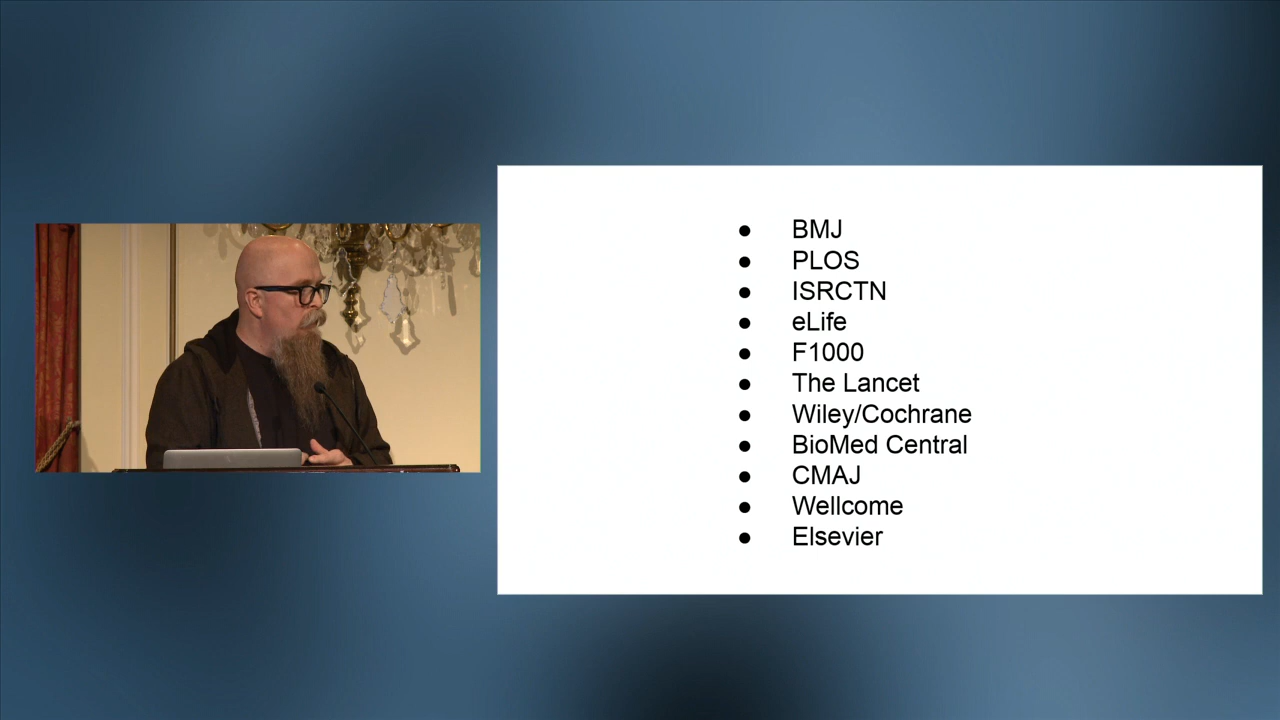 ● BMJ
● PLOS
● ISRCTN
● eLife
● F1000
● The Lancet
● Wiley/Cochrane
● BioMed Central
● CMAJ
● Wellcome
● Elsevier